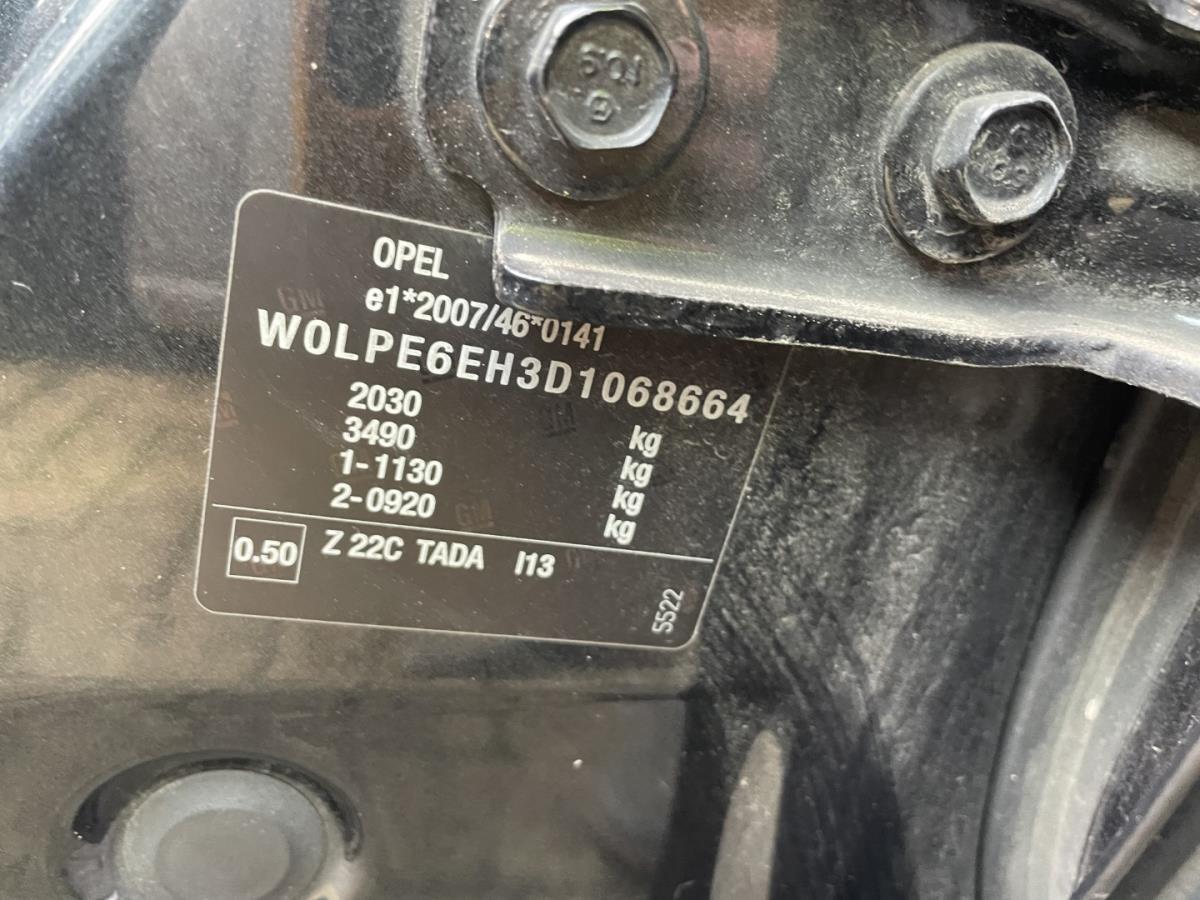 OPEL
e1*2007/46*0141
W0LPE6EH3D1068664
2030 kg
3490 kg
1-1130 kg
2-0920 kg
0.50 Z 22C TADA I13
5522